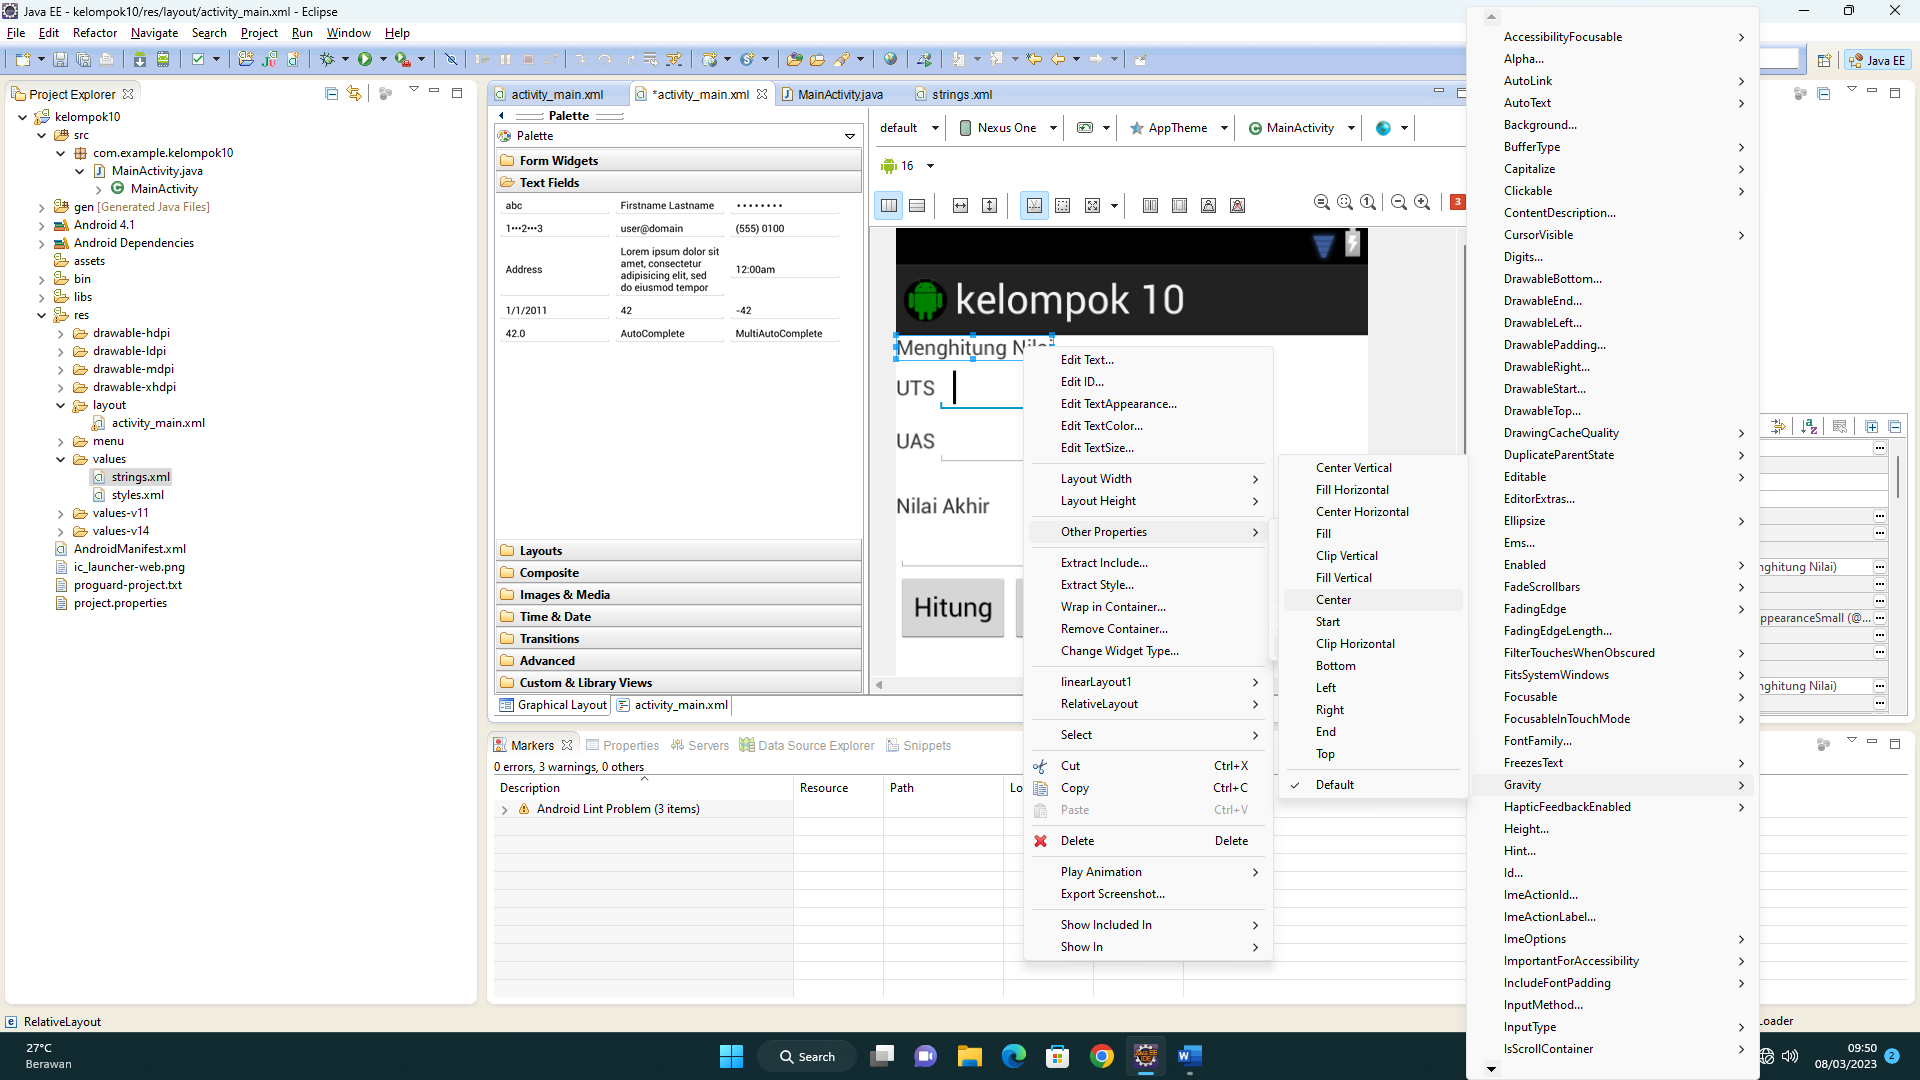 Java EE - kelompok10/res/layout/activity_main.xml - Eclipse
File Edit Refactor Navigate Search Project Run Window Help
Java EE
Project Explorer
kelompok10
src
com.example.kelompok10
MainActivity.java
MainActivity
gen [Generated Java Files]
Android 4.1
Android Dependencies
assets
bin
libs
res
drawable-hdpi
drawable-ldpi
drawable-mdpi
drawable-xhdpi
layout
activity_main.xml
menu
values
strings.xml
styles.xml
values-v11
values-v14
AndroidManifest.xml
ic_launcher-web.png
proguard-project.txt
project.properties
activity_main.xml *activity_main.xml MainActivity.java strings.xml
Palette
Palette
Form Widgets
Text Fields
abc Firstname Lastname ••••••••
1•••2•••3 user@domain (555) 0100
Address
Lorem ipsum dolor sit
amet, consectetur
adipisicing elit, sed
do eiusmod tempor
12:00am
1/1/2011 42 -42
42.0 AutoComplete MultiAutoComplete
Layouts
Composite
Images & Media
Time & Date
Transitions
Advanced
Custom & Library Views
Graphical Layout activity_main.xml
default Nexus One AppTheme MainActivity
16
3
kelompok 10
Menghitung Nilai
UTS
UAS
Nilai Akhir
Hitung
Edit Text...
Edit ID...
Edit TextAppearance...
Edit TextColor...
Edit TextSize...
Layout Width
Layout Height
Other Properties
Extract Include...
Extract Style...
Wrap in Container...
Remove Container...
Change Widget Type...
linearLayout1
RelativeLayout
Select
Cut Ctrl+X
Copy Ctrl+C
Paste Ctrl+V
Delete Delete
Play Animation
Export Screenshot...
Show Included In
Show In
Center Vertical
Fill Horizontal
Center Horizontal
Fill
Clip Vertical
Fill Vertical
Center
Start
Clip Horizontal
Bottom
Left
Right
End
Top
Default
AccessibilityFocusable
Alpha...
AutoLink
AutoText
Background...
BufferType
Capitalize
Clickable
ContentDescription...
CursorVisible
Digits...
DrawableBottom...
DrawableEnd...
DrawableLeft...
DrawablePadding...
DrawableRight...
DrawableStart...
DrawableTop...
DrawingCacheQuality
DuplicateParentState
Editable
EditorExtras...
Ellipsize
Ems...
Enabled
FadeScrollbars
FadingEdge
FadingEdgeLength...
FilterTouchesWhenObscured
FitsSystemWindows
Focusable
FocusableInTouchMode
FontFamily...
FreezesText
Gravity
HapticFeedbackEnabled
Height...
Hint...
Id...
ImeActionId...
ImeActionLabel...
ImeOptions
ImportantForAccessibility
IncludeFontPadding
InputMethod...
InputType
IsScrollContainer
nghitung Nilai)
ppearanceSmall (@...
nghitung Nilai)
Markers Properties Servers Data Source Explorer Snippets
0 errors, 3 warnings, 0 others
Description Resource Path Lo
Android Lint Problem (3 items)
RelativeLayout
Loader
27°C
Berawan
Search
09:50
08/03/2023
2